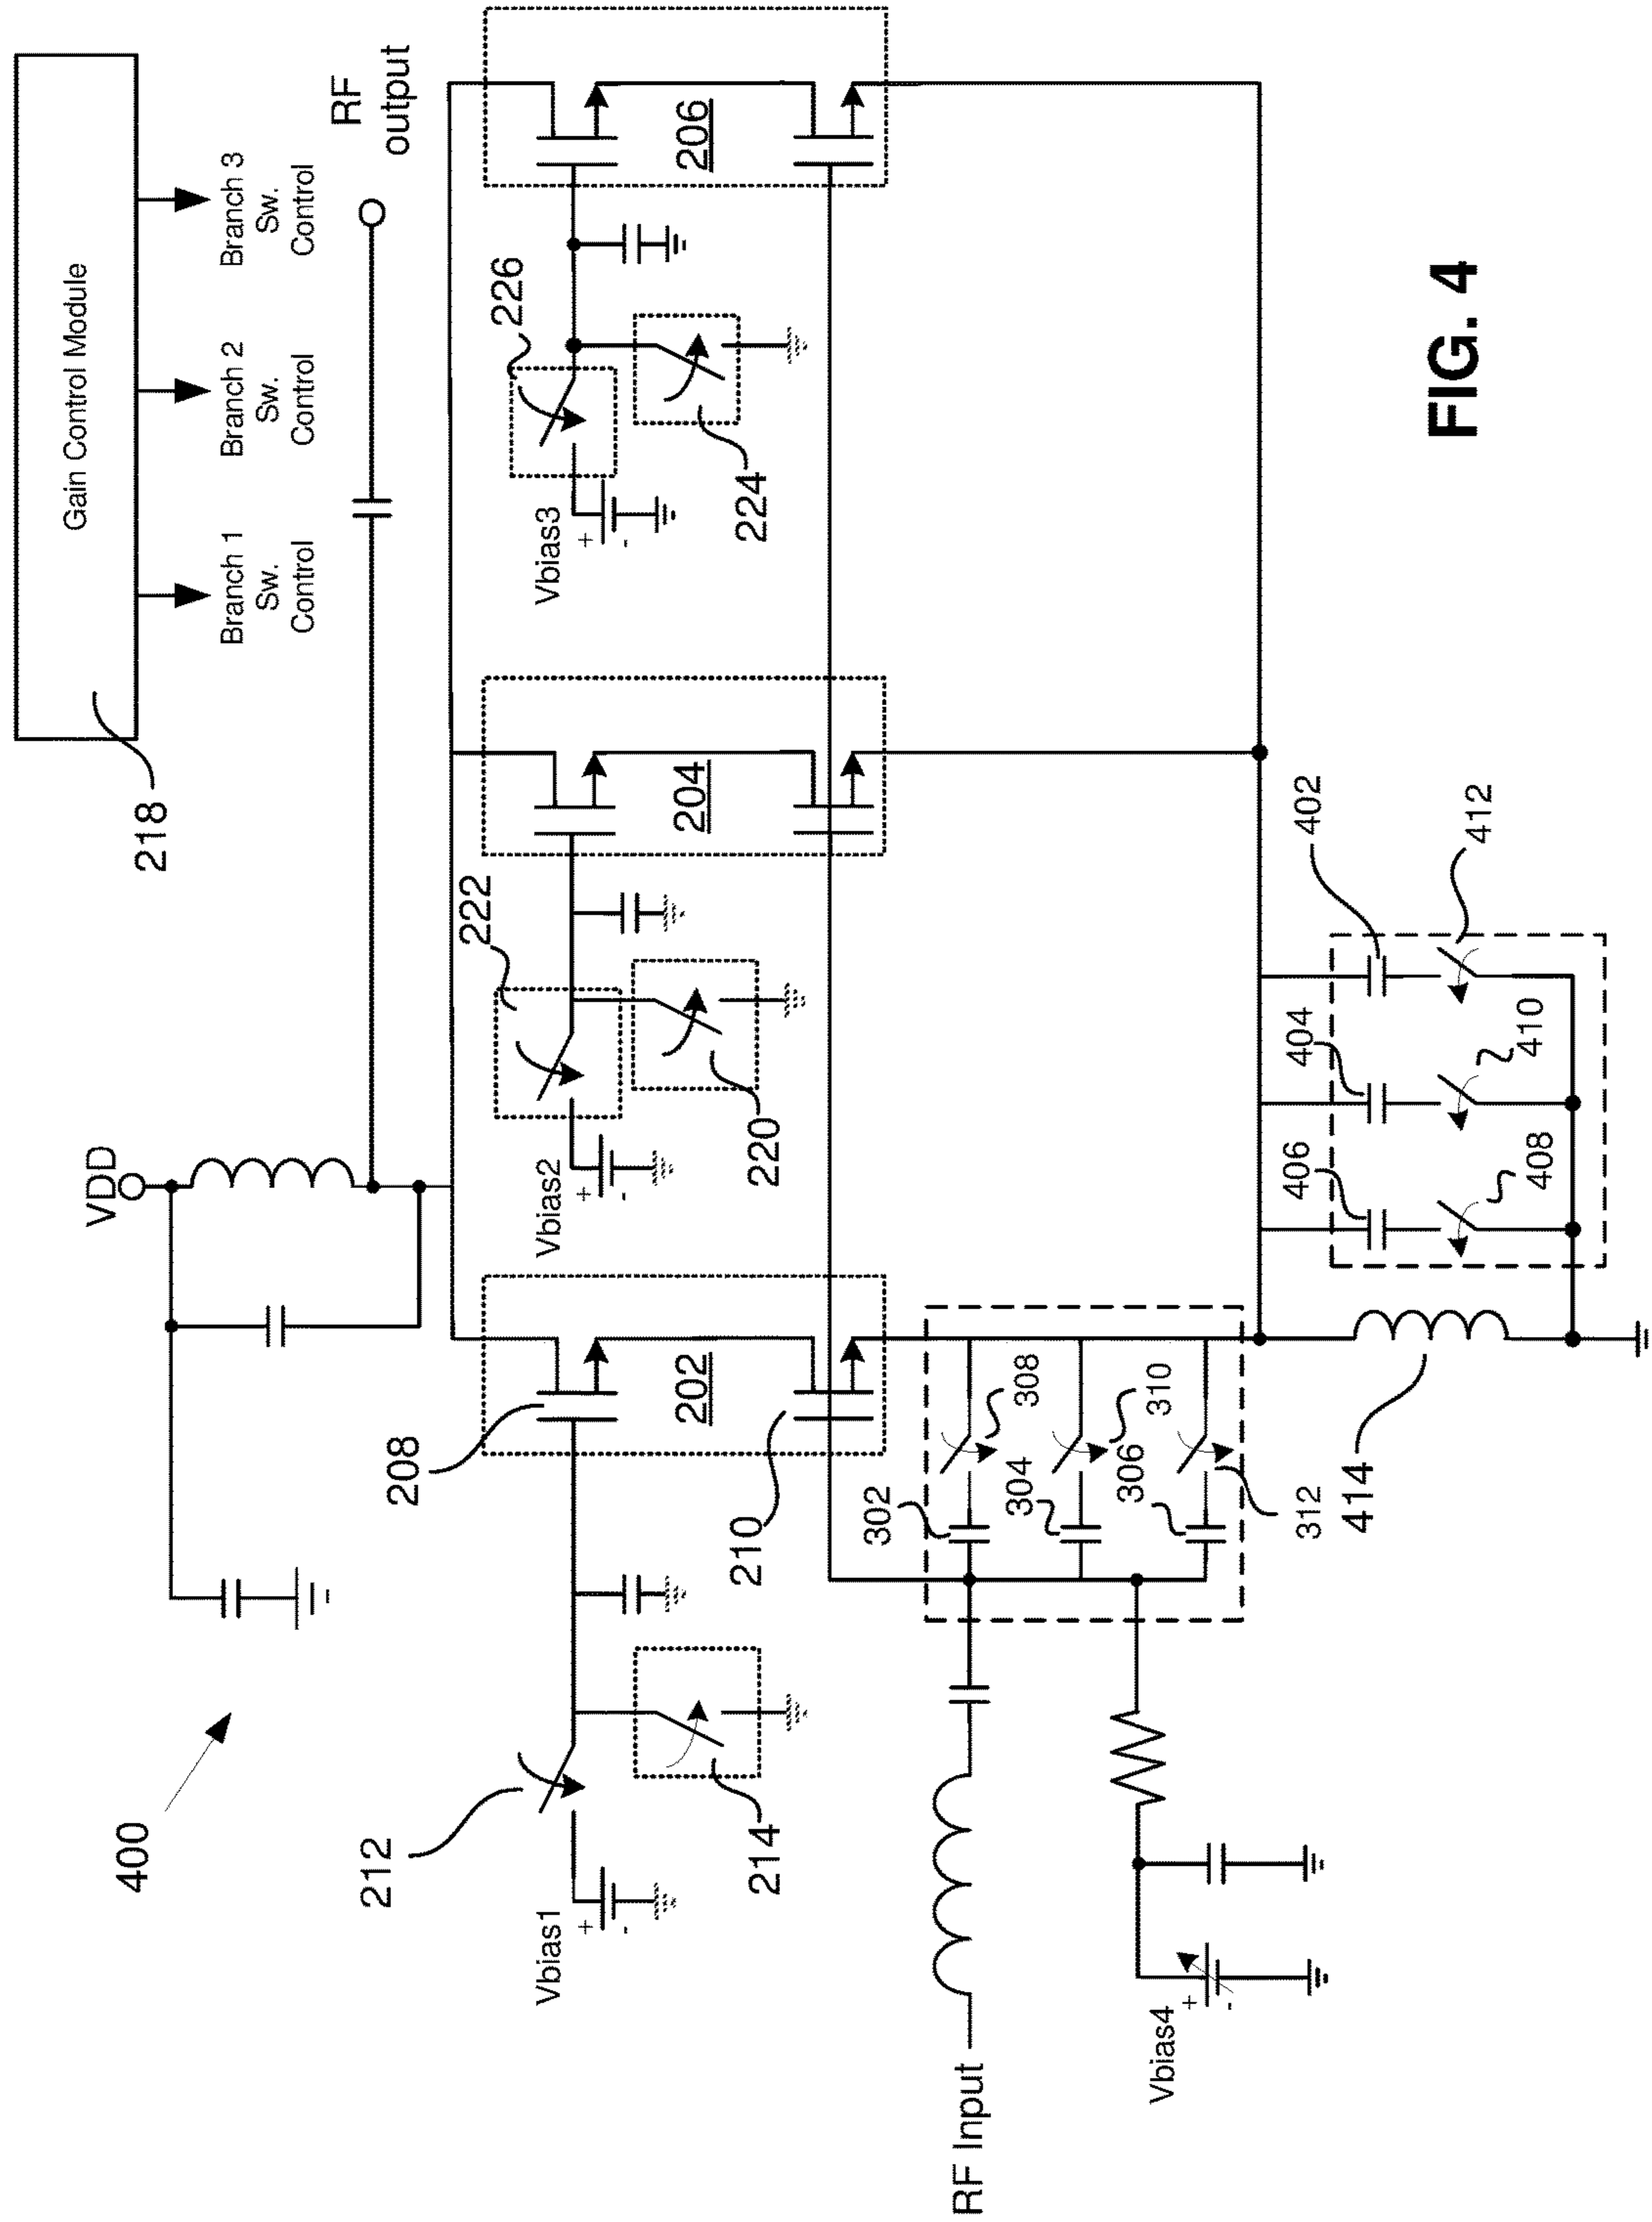 Gain Control Module
218
Branch 1
Sw.
Control
Branch 2
Sw.
Control
Branch 3
Sw.
Control
RF
output
VDD
400
212
Vbias1
+
-
214
208
202
210
222
Vbias2
+
-
220
204
226
Vbias3
+
-
224
206
302
308
304
310
306
312
RF Input
Vbias4
+
-
414
406
404
402
408
410
412
FIG. 4